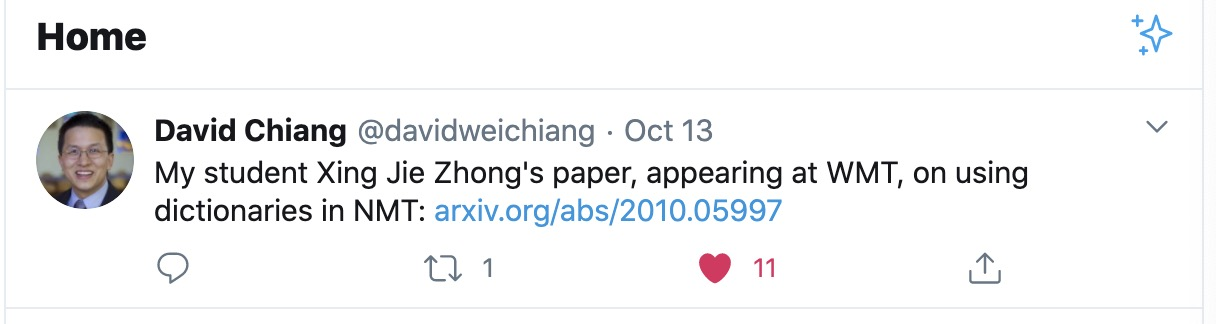 Home
David Chiang @davidweichiang · Oct 13
My student Xing Jie Zhong's paper, appearing at WMT, on using
dictionaries in NMT: arxiv.org/abs/2010.05997
1 11